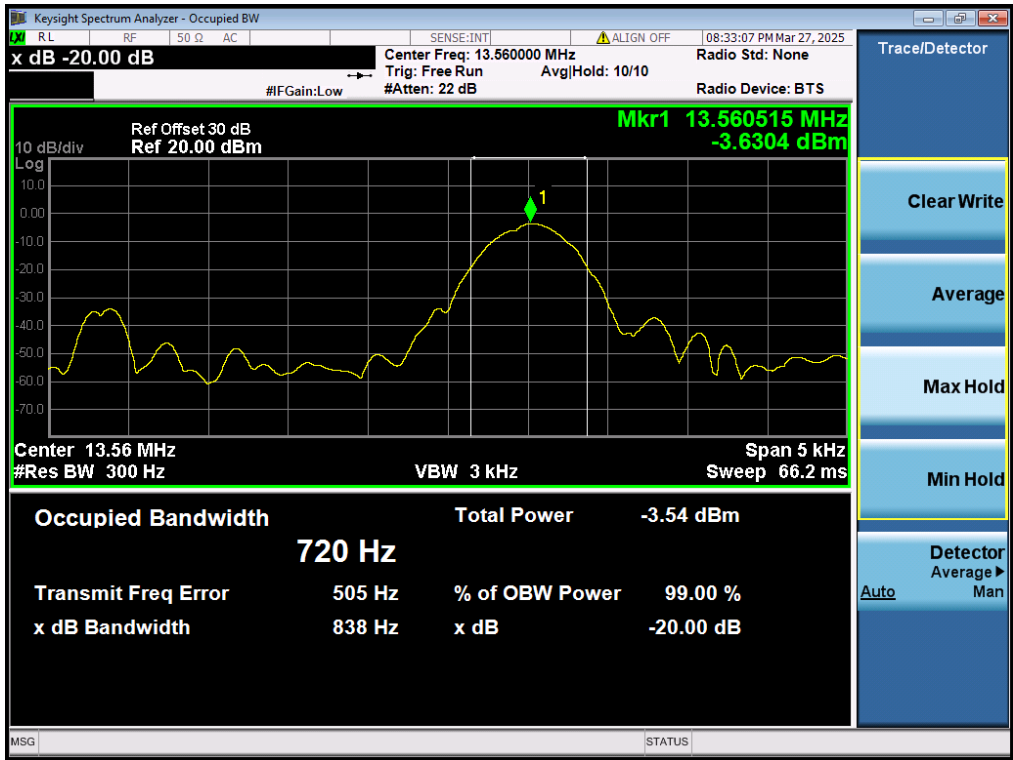 Keysight Spectrum Analyzer - Occupied BW
LXI RL RF 50 Ω AC SENSE:INT ALIGN OFF 08:33:07 PM Mar 27, 2025
x dB -20.00 dB
Center Freq: 13.560000 MHz Radio Std: None
Trig: Free Run Avg|Hold: 10/10
#IFGain:Low #Atten: 22 dB Radio Device: BTS
Trace/Detector
Mkr1 13.560515 MHz
-3.6304 dBm
Ref Offset 30 dB
10 dB/div Ref 20.00 dBm
Log
10.0
0.00
-10.0
-20.0
-30.0
-40.0
-50.0
-60.0
-70.0
1
Center 13.56 MHz Span 5 kHz
#Res BW 300 Hz VBW 3 kHz Sweep 66.2 ms
Occupied Bandwidth Total Power -3.54 dBm
720 Hz
Transmit Freq Error 505 Hz % of OBW Power 99.00 %
x dB Bandwidth 838 Hz x dB -20.00 dB
Clear Write
Average
Max Hold
Min Hold
Detector
Average
Auto Man
MSG STATUS